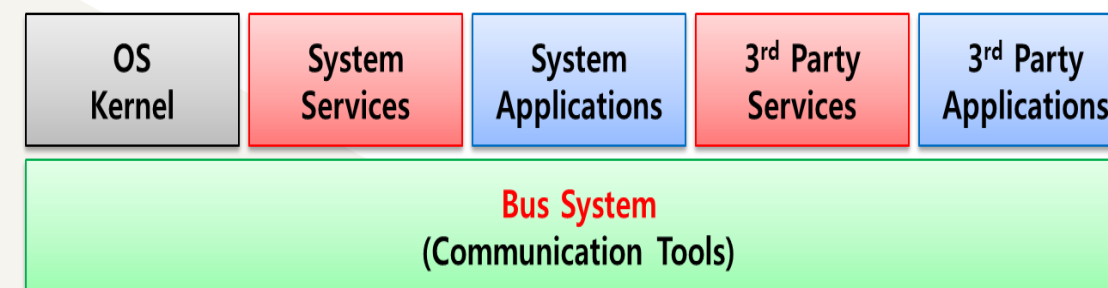 OS
Kernel
System
Services
System
Applications
3rd Party
Services
3rd Party
Applications
Bus System
(Communication Tools)